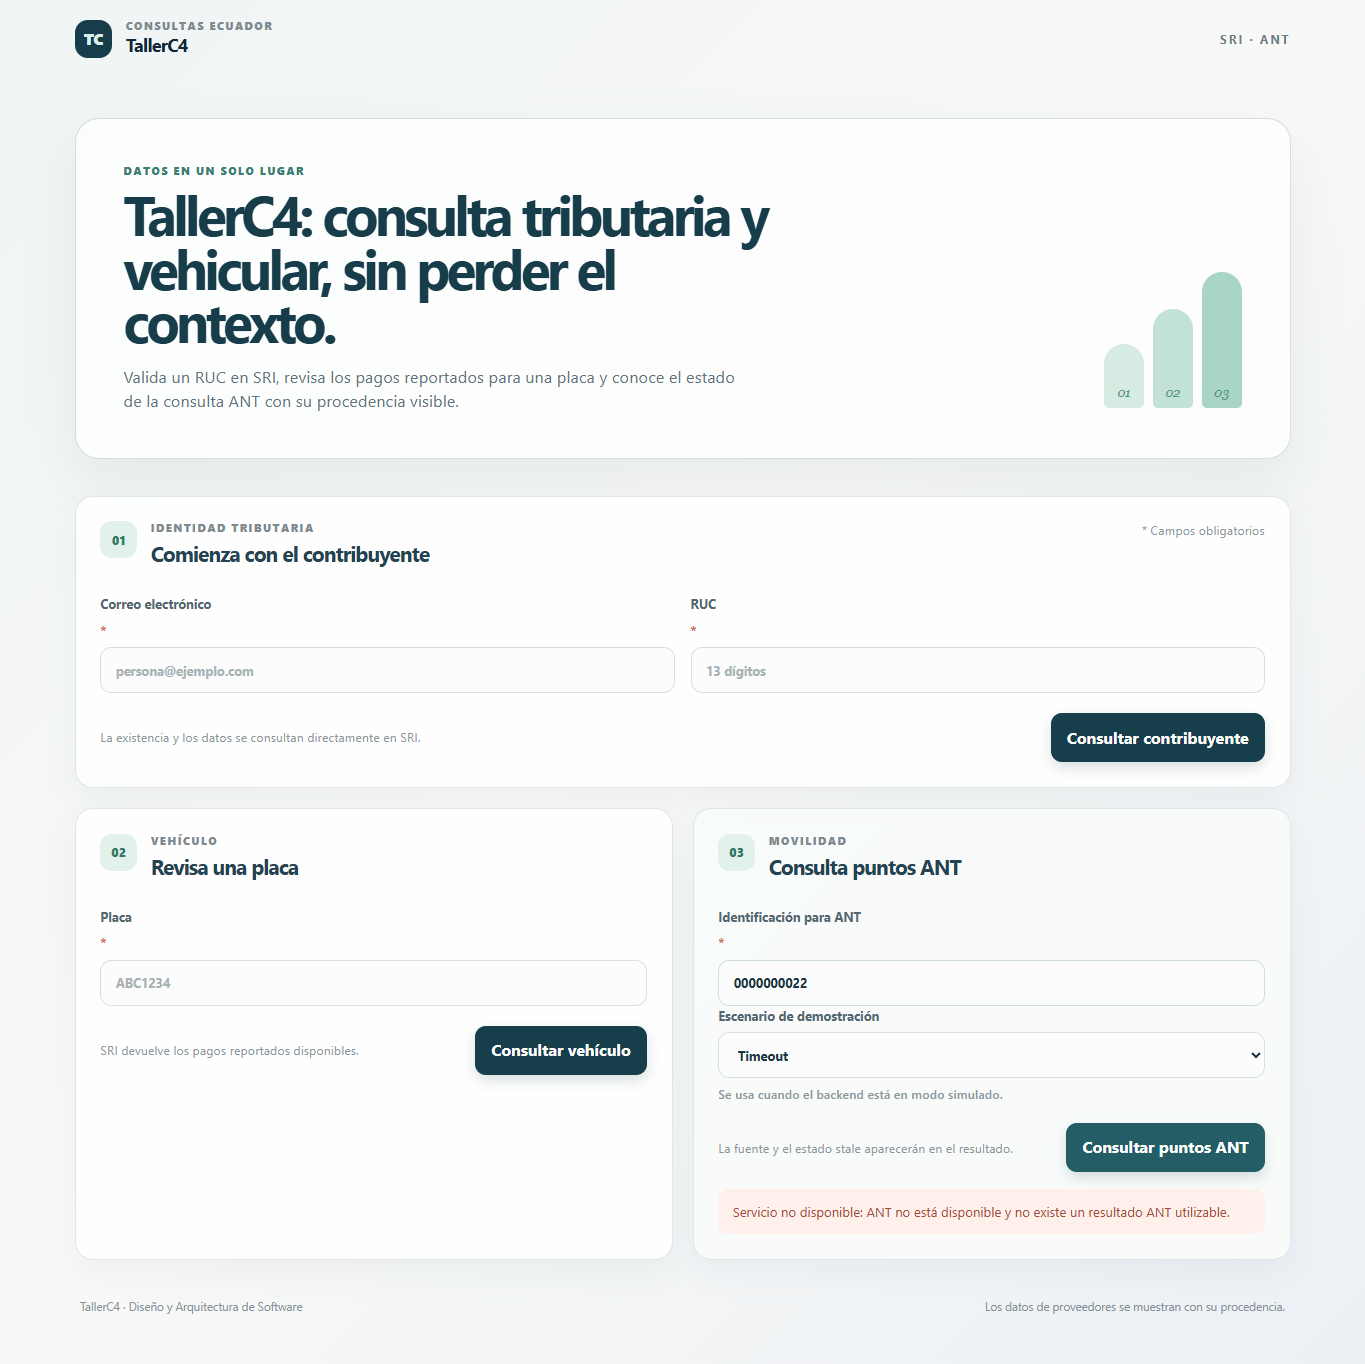 TC
CONSULTAS ECUADOR
TallerC4
SRI · ANT
DATOS EN UN SOLO LUGAR
TallerC4: consulta tributaria y
vehicular, sin perder el
contexto.
Valida un RUC en SRI, revisa los pagos reportados para una placa y conoce el estado
de la consulta ANT con su procedencia visible.
01
02
03
01
IDENTIDAD TRIBUTARIA
Comienza con el contribuyente
* Campos obligatorios
Correo electrónico
*
persona@ejemplo.com
RUC
*
13 dígitos
La existencia y los datos se consultan directamente en SRI.
Consultar contribuyente
02
VEHÍCULO
Revisa una placa
Placa
*
ABC1234
SRI devuelve los pagos reportados disponibles.
Consultar vehículo
03
MOVILIDAD
Consulta puntos ANT
Identificación para ANT
*
0000000022
Escenario de demostración
Timeout
Se usa cuando el backend está en modo simulado.
La fuente y el estado stale aparecerán en el resultado.
Consultar puntos ANT
Servicio no disponible: ANT no está disponible y no existe un resultado ANT utilizable.
TallerC4 · Diseño y Arquitectura de Software
Los datos de proveedores se muestran con su procedencia.